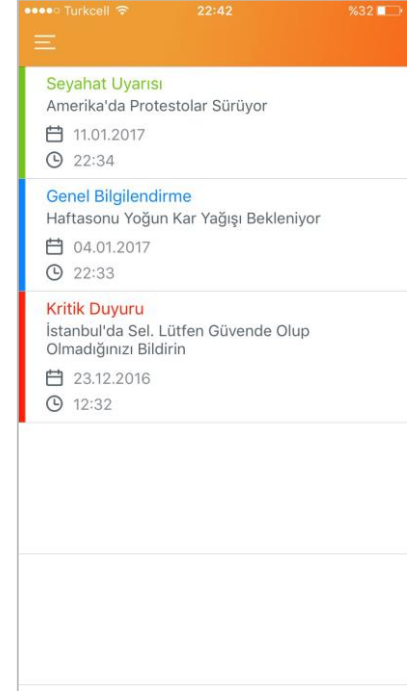 Turkcell 22:42 %32
Seyahat Uyarısı
Amerika'da Protestolar Sürüyor
11.01.2017
22:34
Genel Bilgilendirme
Haftasonu Yoğun Kar Yağışı Bekleniyor
04.01.2017
22:33
Kritik Duyuru
İstanbul'da Sel. Lütfen Güvende Olup
Olmadığınızı Bildirin
23.12.2016
12:32